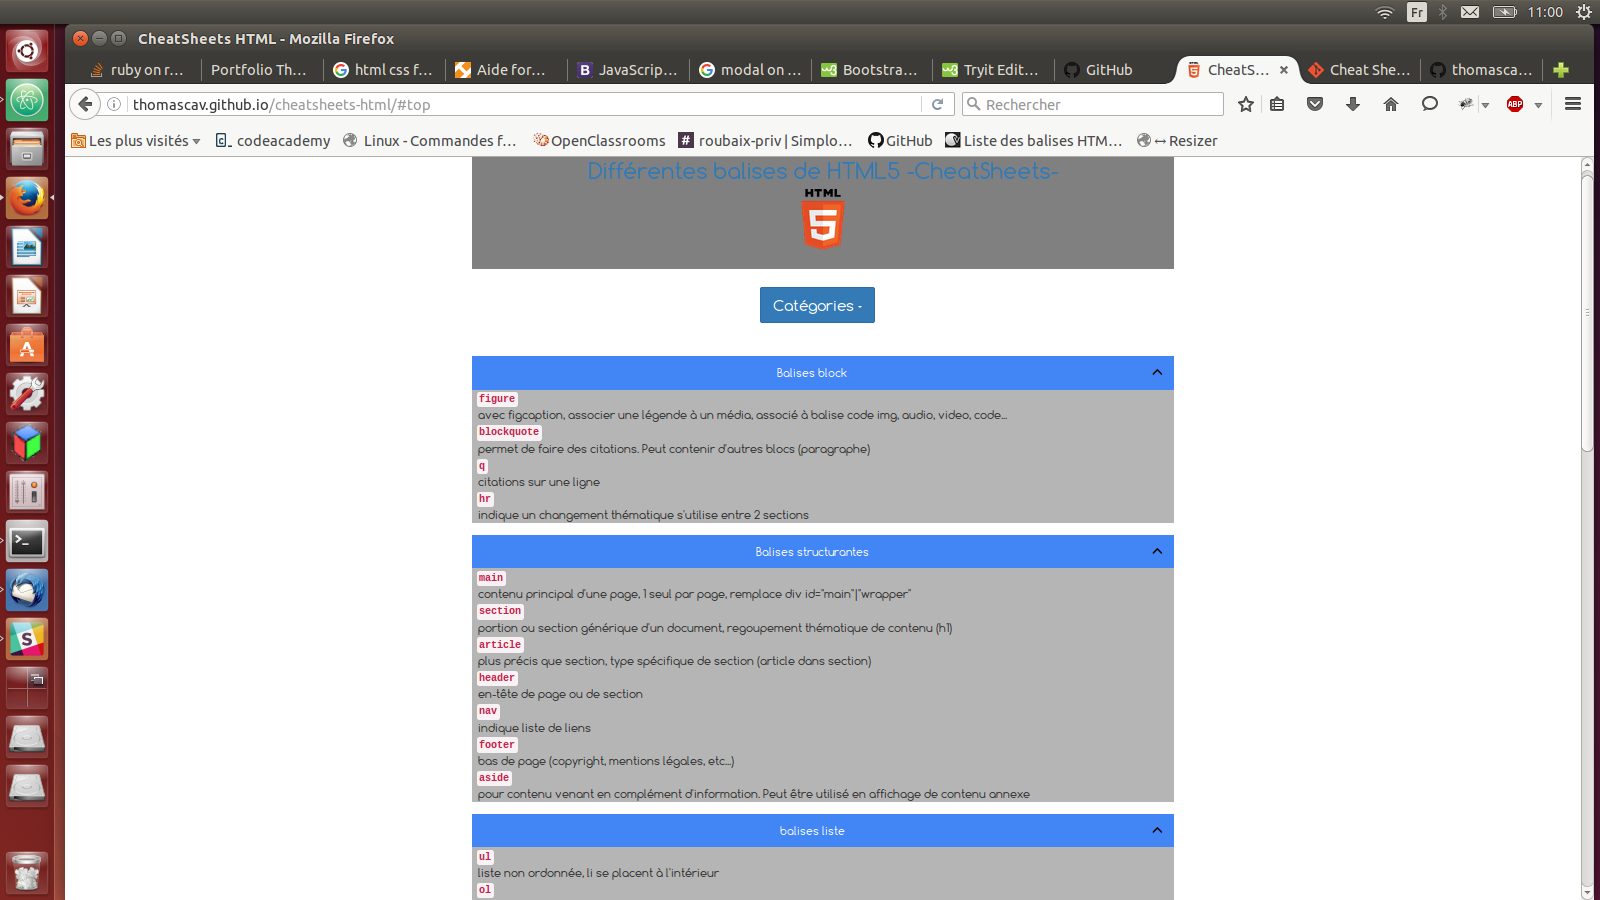 Fr 11:00
CheatSheets HTML - Mozilla Firefox
ruby on r... Portfolio Th... html css f... Aide for... JavaScrip... modal on ... Bootstra... Tryit Edit... GitHub CheatS... Cheat She... thomasca...
thomascav.github.io/cheatsheets-html/#top Rechercher ABP
Les plus visités codeacademy Linux - Commandes f... OpenClassrooms roubaix-priv | Simplo... GitHub Liste des balises HTM... ↔ Resizer
Différentes balises de HTML5 -CheatSheets-
HTML
5
Catégories -
Balises block
figure
avec figcaption, associer une légende à un média, associé à balise code img, audio, video, code...
blockquote
permet de faire des citations. Peut contenir d'autres blocs (paragraphe)
q
citations sur une ligne
hr
indique un changement thématique s'utilise entre 2 sections
Balises structurantes
main
contenu principal d'une page, 1 seul par page, remplace div id="main"|"wrapper"
section
portion ou section générique d'un document, regoupement thématique de contenu (h1)
article
plus précis que section, type spécifique de section (article dans section)
header
en-tête de page ou de section
nav
indique liste de liens
footer
bas de page (copyright, mentions légales, etc...)
aside
pour contenu venant en complément d'information. Peut être utilisé en affichage de contenu annexe
balises liste
ul
liste non ordonnée, li se placent à l'intérieur
ol